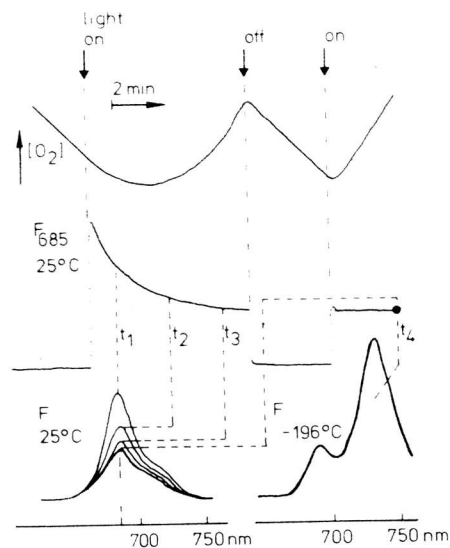 light
on
off
on
2 min
[O₂]
F685
25°C
t₁
t₂
t₃
t₄
F
25°C
F
-196°C
700
750 nm
700
750 nm